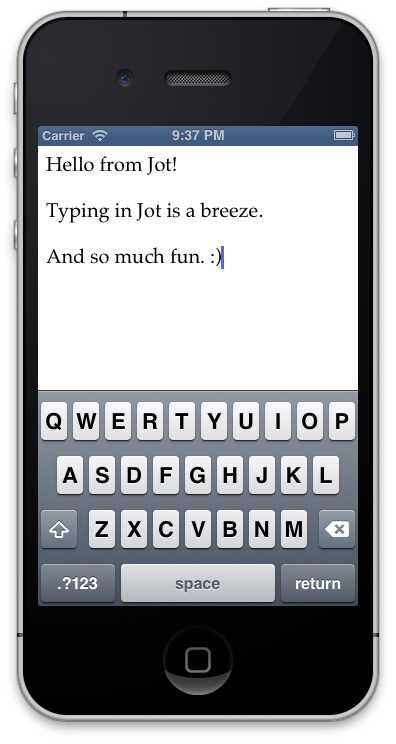 Carrier 9:37 PM
Hello from Jot!
Typing in Jot is a breeze.
And so much fun. :)
Q W E R T Y U I O P
A S D F G H J K L
Z X C V B N M
.?123 space return